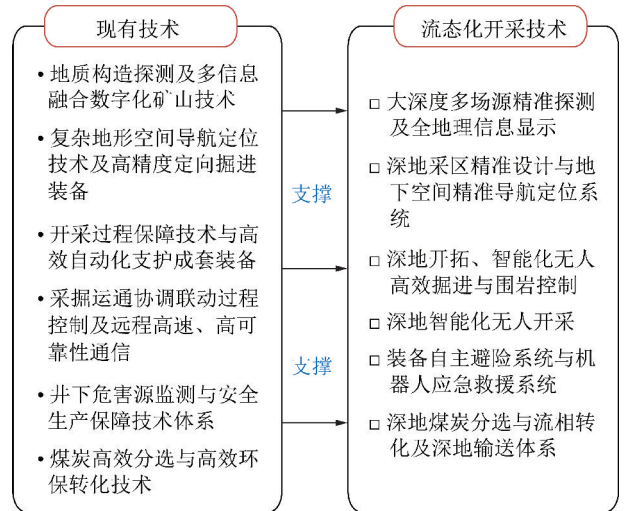 现有技术
• 地质构造探测及多信息
融合数字化矿山技术
• 复杂地形空间导航定位
技术及高精度定向掘进
装备
• 开采过程保障技术与高
效自动化支护成套装备
• 采掘运通协调联动过程
控制及远程高速、高可
靠性通信
• 井下危害源监测与安全
生产保障技术体系
• 煤炭高效分选与高效环
保转化技术
支撑
支撑
流态化开采技术
□ 大深度多场源精准探测
及全地理信息显示
□ 深地采区精准设计与地
下空间精准导航定位系
统
□ 深地开拓、智能化无人
高效掘进与围岩控制
□ 深地智能化无人开采
□ 装备自主避险系统与机
器人应急救援系统
□ 深地煤炭分选与流相转
化及深地输送体系